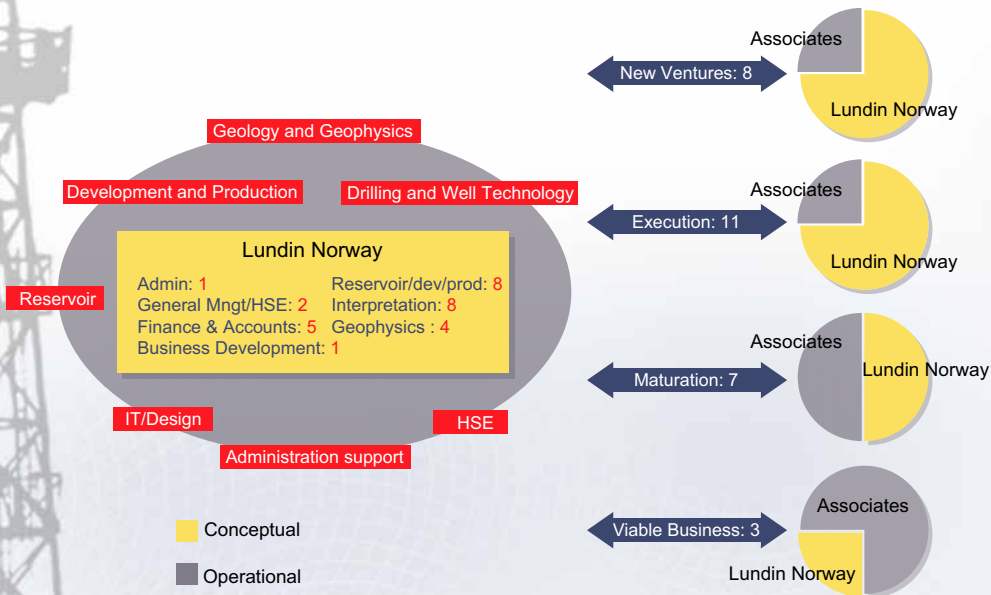 Geology and Geophysics
Development and Production
Drilling and Well Technology
Reservoir
Lundin Norway
Admin: 1
General Mngt/HSE: 2
Finance & Accounts: 5
Business Development: 1
Reservoir/dev/prod: 8
Interpretation: 8
Geophysics : 4
IT/Design
HSE
Administration support
Conceptual
Operational
New Ventures: 8
Associates
Lundin Norway
Execution: 11
Associates
Lundin Norway
Maturation: 7
Associates
Lundin Norway
Viable Business: 3
Associates
Lundin Norway